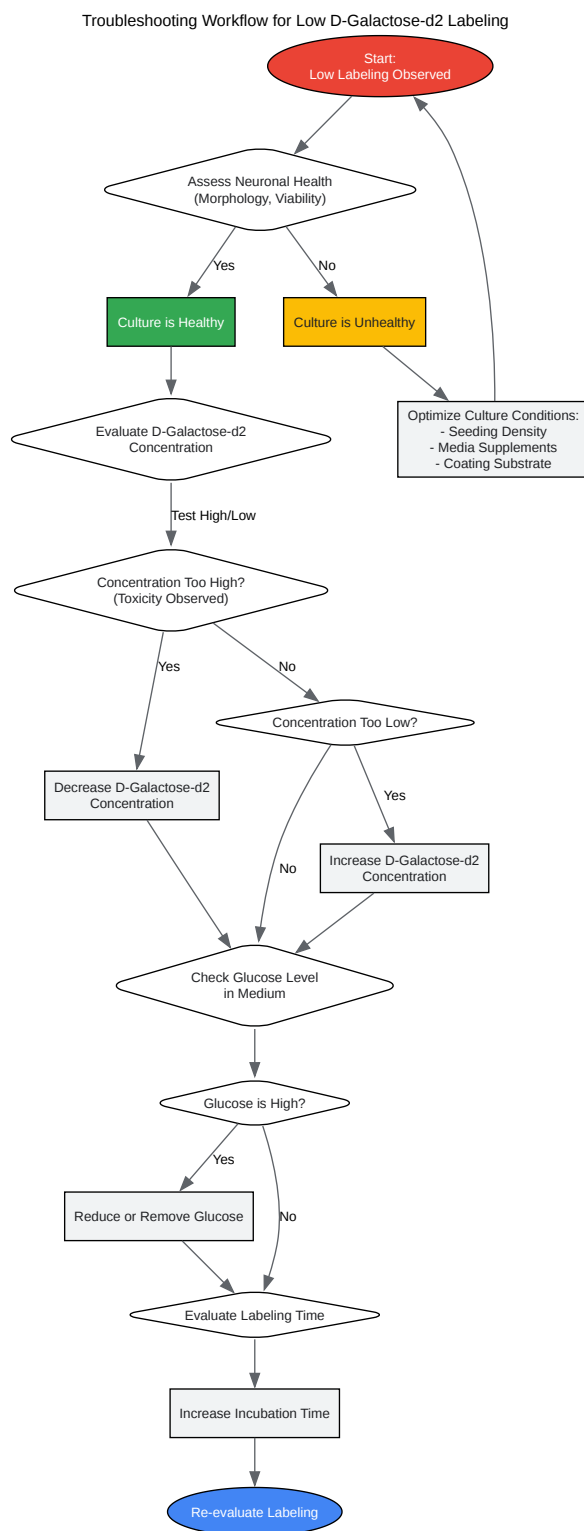 Troubleshooting Workflow for Low D-Galactose-d2 Labeling
Start:
Low Labeling Observed
Assess Neuronal Health
(Morphology, Viability)
Yes
No
Culture is Healthy
Culture is Unhealthy
Optimize Culture Conditions:
- Seeding Density
- Media Supplements
- Coating Substrate
Evaluate D-Galactose-d2
Concentration
Test High/Low
Concentration Too High?
(Toxicity Observed)
Yes
No
Concentration Too Low?
Decrease D-Galactose-d2
Concentration
Yes
No
Increase D-Galactose-d2
Concentration
Check Glucose Level
in Medium
Glucose is High?
Yes
No
Reduce or Remove Glucose
Evaluate Labeling Time
Increase Incubation Time
Re-evaluate Labeling